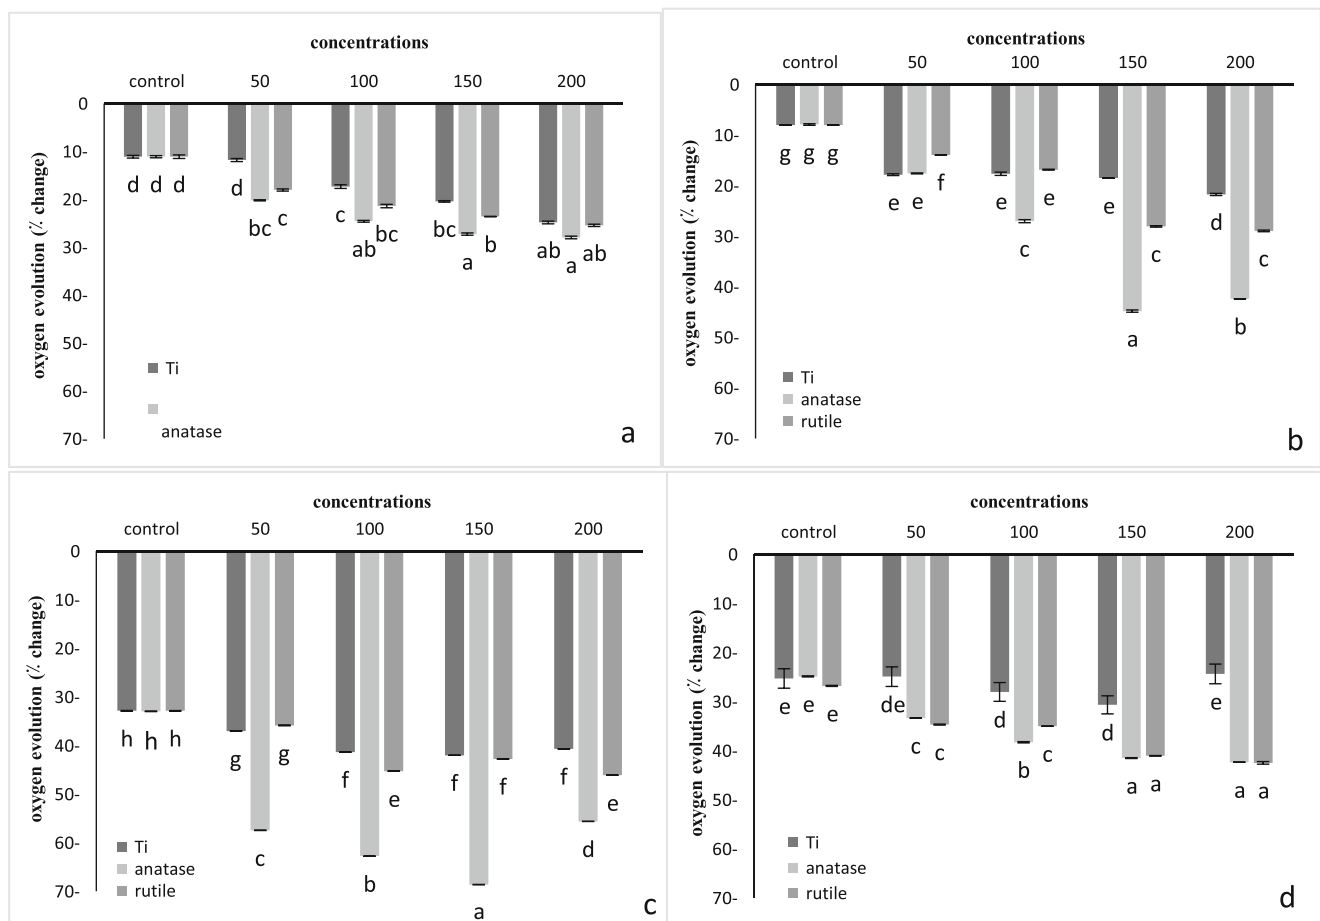 concentrations
control 50 100 150 200
0
10-
20-
30-
40-
50-
60-
70-
oxygen evolution (٪ change)
d d d d bc c c ab bc bc a b ab a ab
Ti
anatase
a
concentrations
control 50 100 150 200
0
10-
20-
30-
40-
50-
60-
70-
oxygen evolution (٪ change)
g g g e e f e c e e a c d b c
Ti
anatase
rutile
b
concentrations
control 50 100 150 200
0
10-
20-
30-
40-
50-
60-
70-
oxygen evolution (٪ change)
h h h g c g f b e f a f f d e
Ti
anatase
rutile
c
concentrations
control 50 100 150 200
0
10-
20-
30-
40-
50-
60-
70-
oxygen evolution (٪ change)
e e e de c c d b c d a a e a a
Ti
anatase
rutile
d